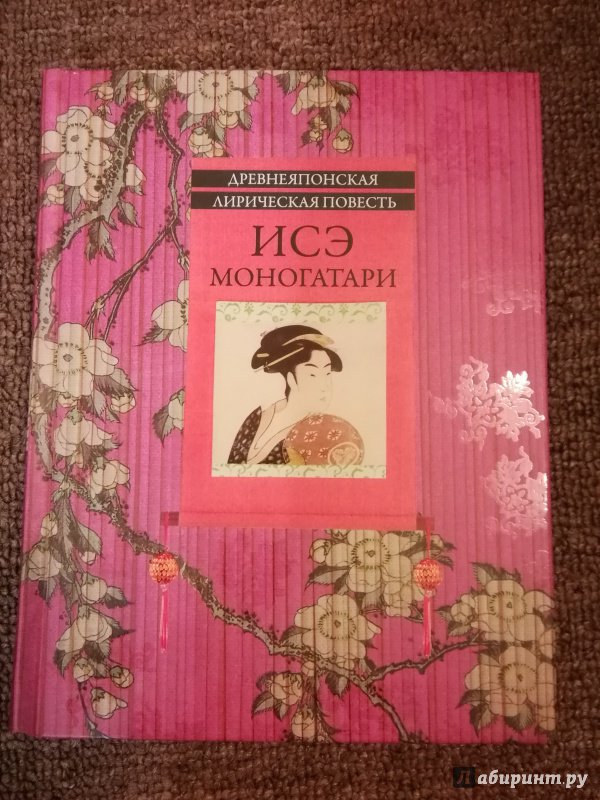 ДРЕВНЕЯПОНСКАЯ
ЛИРИЧЕСКАЯ ПОВЕСТЬ
ИСЭ
МОНОГАТАРИ
Лабиринт.ру